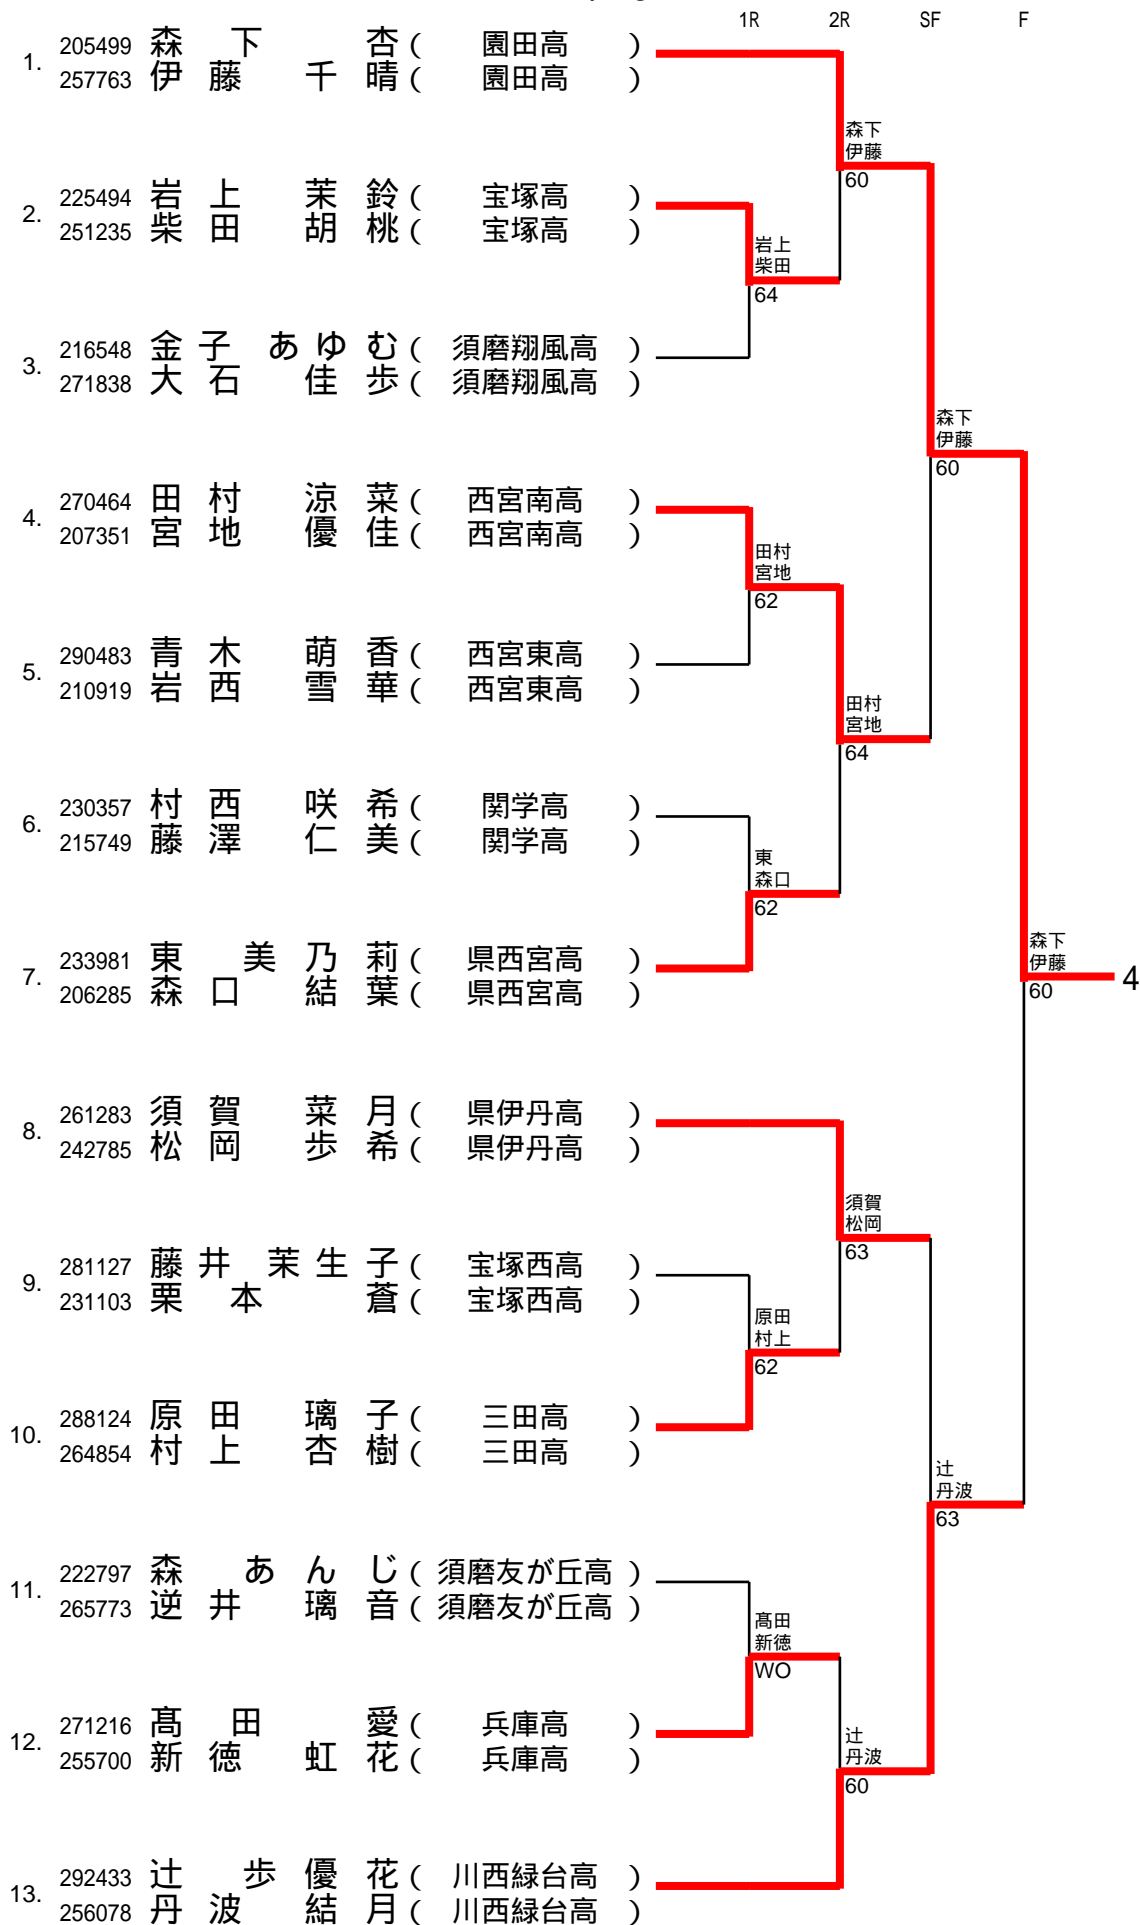 1R 2R SF F
1. 205499 森下 杏 ( 園田高 )
257763 伊藤 千晴 ( 園田高 )
森下
伊藤
60
2. 225494 岩上 茉鈴 ( 宝塚高 )
251235 柴田 胡桃 ( 宝塚高 )
岩上
柴田
64
3. 216548 金子 あゆむ ( 須磨翔風高 )
271838 大石 佳歩 ( 須磨翔風高 )
森下
伊藤
60
4. 270464 田村 涼菜 ( 西宮南高 )
207351 宮地 優佳 ( 西宮南高 )
田村
宮地
62
5. 290483 青木 萌香 ( 西宮東高 )
210919 岩西 雪華 ( 西宮東高 )
田村
宮地
64
6. 230357 村西 咲希 ( 関学高 )
215749 藤澤 仁美 ( 関学高 )
東
森口
62
7. 233981 東 美乃莉 ( 県西宮高 )
206285 森口 結葉 ( 県西宮高 )
森下
伊藤
60
4
8. 261283 須賀 菜月 ( 県伊丹高 )
242785 松岡 歩希 ( 県伊丹高 )
須賀
松岡
63
9. 281127 藤井 茉生子 ( 宝塚西高 )
231103 栗本 蒼 ( 宝塚西高 )
原田
村上
62
10. 288124 原田 璃子 ( 三田高 )
264854 村上 杏樹 ( 三田高 )
辻
丹波
63
11. 222797 森 あんじ ( 須磨友が丘高 )
265773 逆井 璃音 ( 須磨友が丘高 )
髙田
新徳
WO
12. 271216 髙田 愛 ( 兵庫高 )
255700 新徳 虹花 ( 兵庫高 )
辻
丹波
60
13. 292433 辻 歩優花 ( 川西緑台高 )
256078 丹波 結月 ( 川西緑台高 )